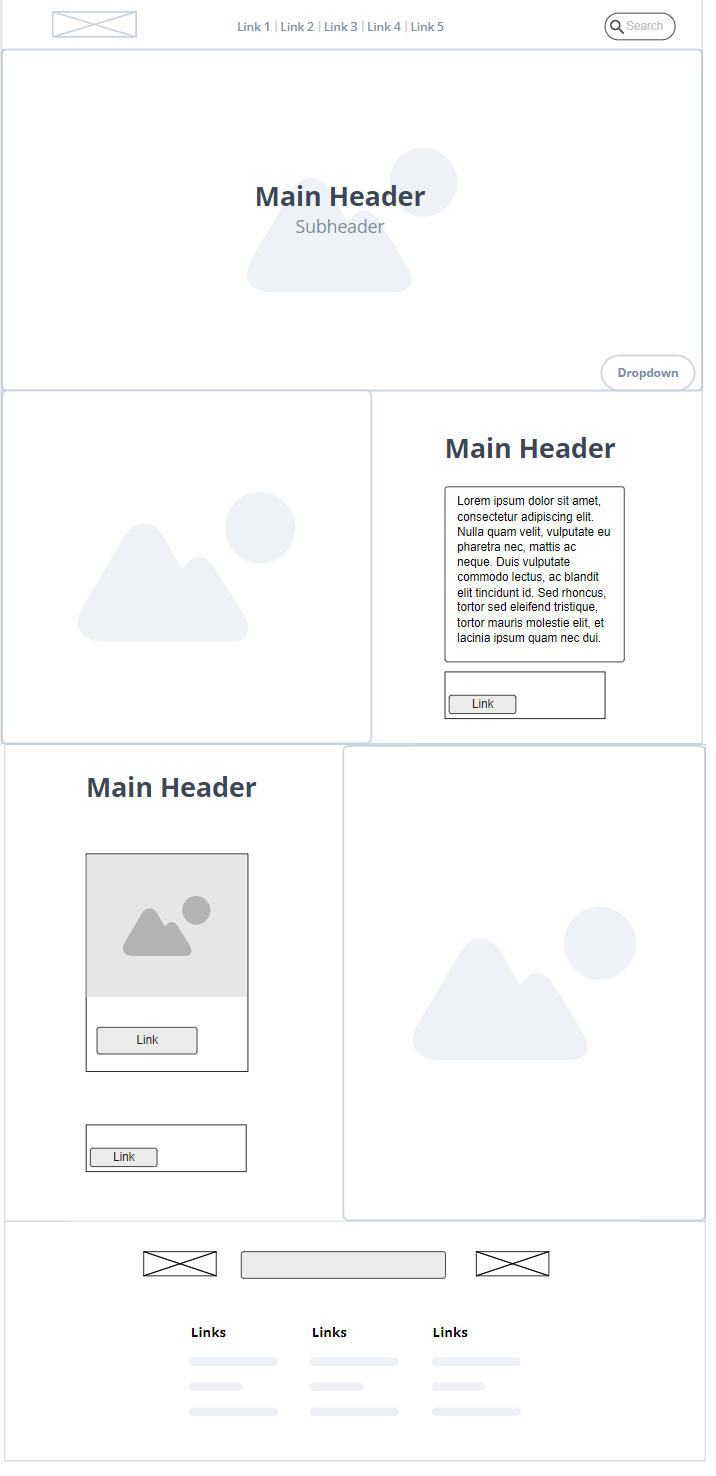 Link 1 | Link 2 | Link 3 | Link 4 | Link 5
Search
Main Header
Subheader
Dropdown
Main Header
Lorem ipsum dolor sit amet,
consectetur adipiscing elit.
Nulla quam velit, vulputate eu
pharetra nec, mattis ac
neque. Duis vulputate
commodo lectus, ac blandit
elit tincidunt id. Sed rhoncus,
tortor sed eleifend tristique,
tortor mauris molestie elit, et
lacinia ipsum quam nec dui.
Link
Main Header
Link
Link
Links
Links
Links